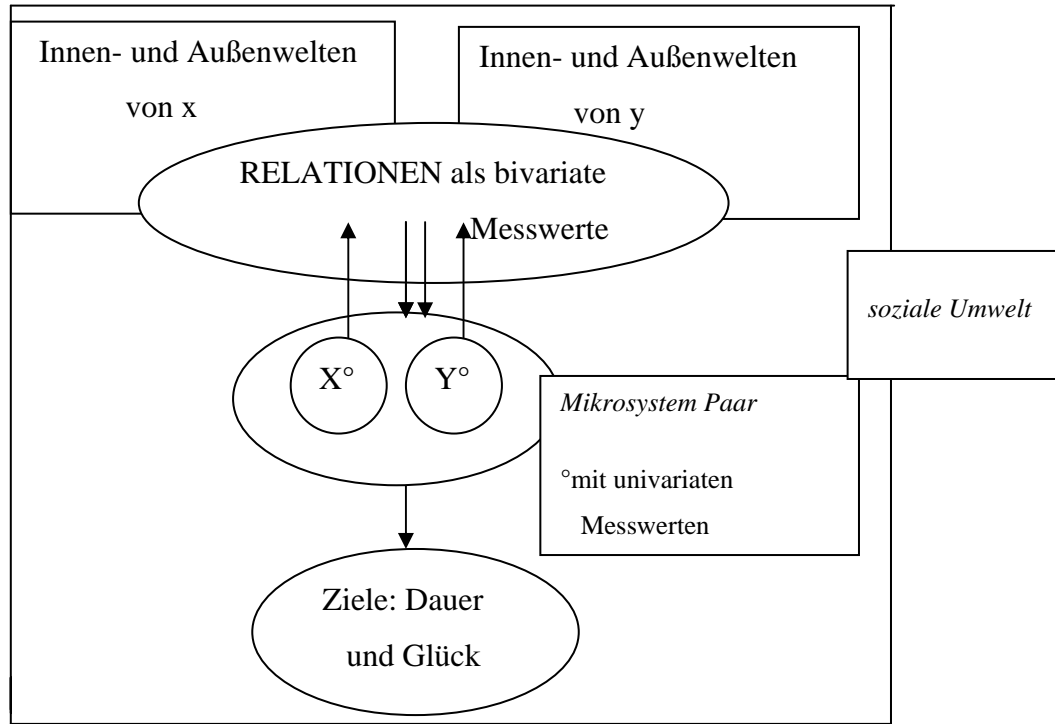 Innen- und Außenwelten
von x
Innen- und Außenwelten
von y
RELATIONEN als bivariate
Messwerte
soziale Umwelt
X°
Y°
Mikrosystem Paar
°mit univariaten
Messwerten
Ziele: Dauer
und Glück